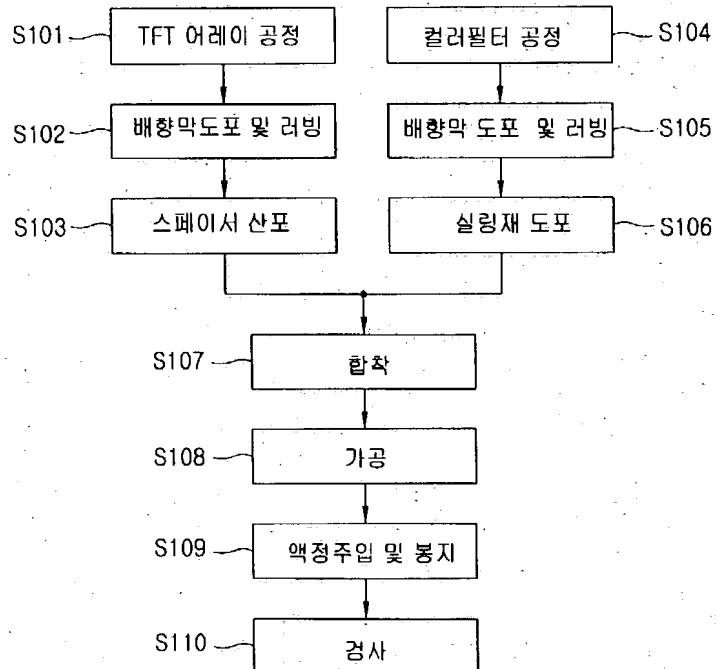 S101 TFT 어레이 공정 컬러필터 공정 S104
S102 배향막도포 및 러빙 배향막 도포 및 러빙 S105
S103 스페이서 산포 실링재 도포 S106
S107 합착
S108 가공
S109 액정주입 및 봉지
S110 검사